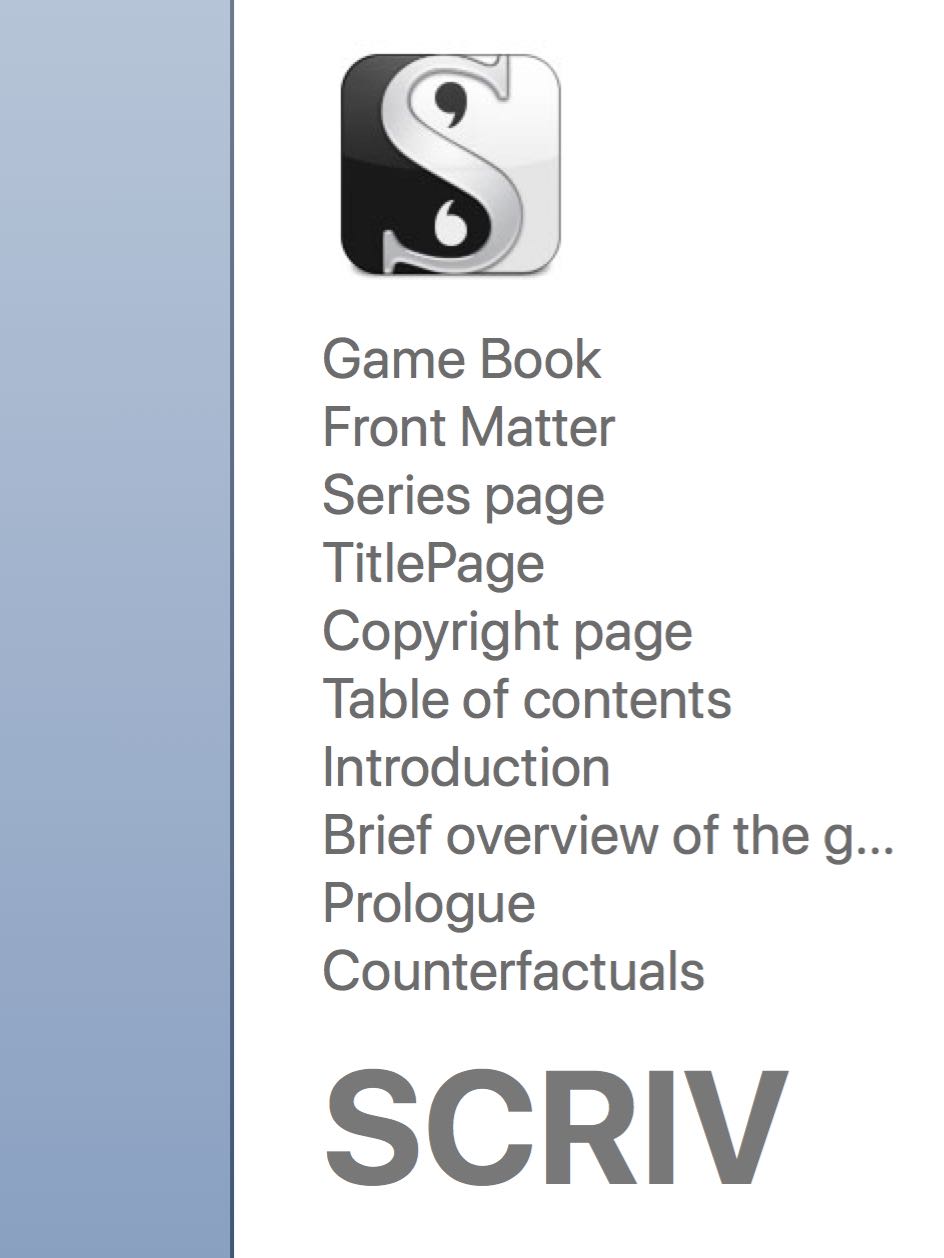 Game Book
Front Matter
Series page
TitlePage
Copyright page
Table of contents
Introduction
Brief overview of the g...
Prologue
Counterfactuals
SCRIV